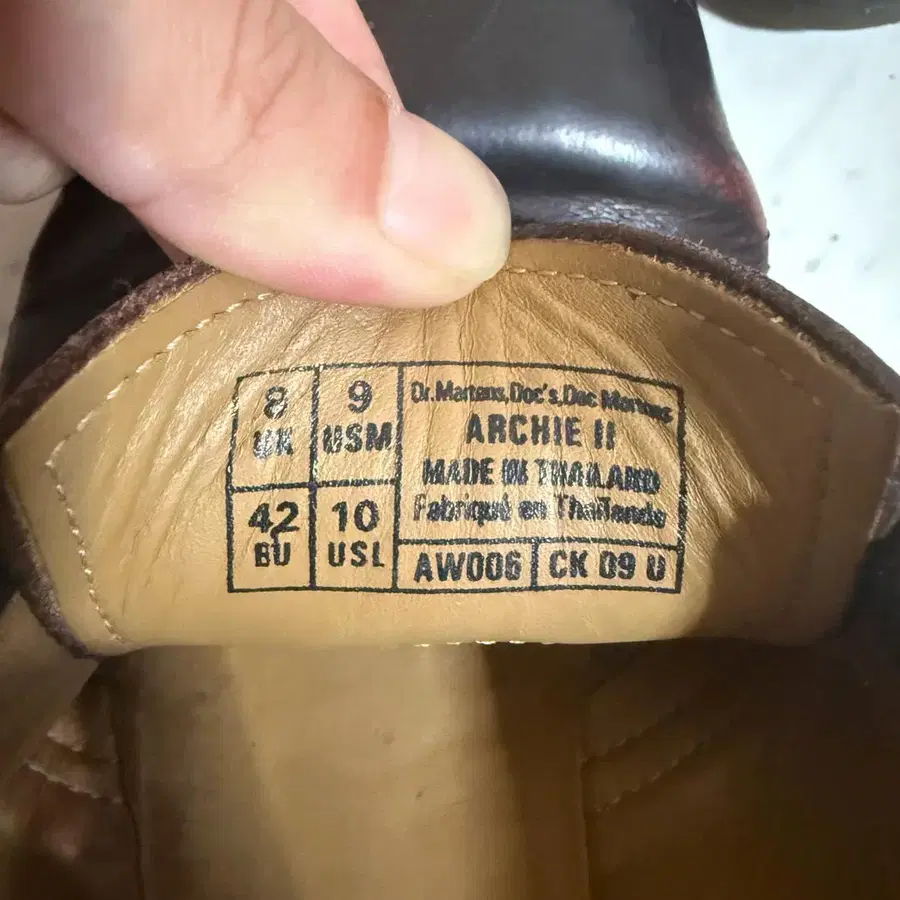 8 UK
9 USM
42 BU
10 USL
Dr. Martens, Doc's, Doc Martens
ARCHIE II
MADE IN THAILAND
Fabriqué en Thaïlande
AW006
CK 09 U